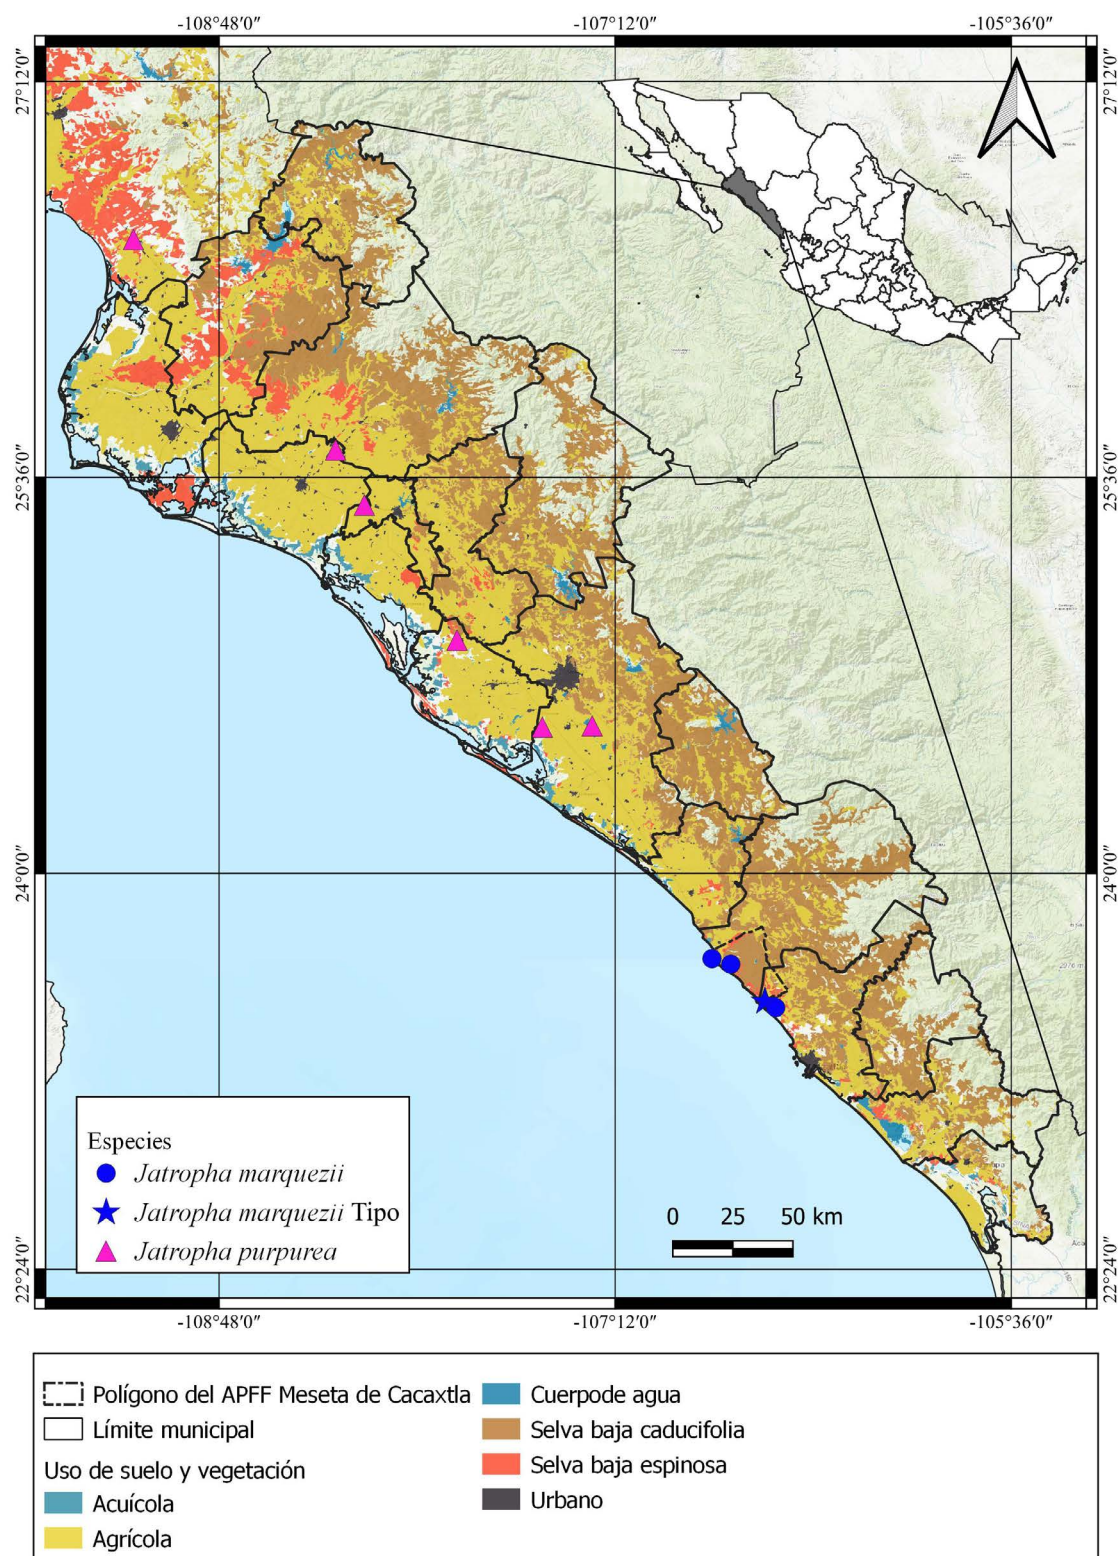 -108°48'0" -107°12'0" -105°36'0"
27°12'0" 27°12'0"
25°36'0" 25°36'0"
24°0'0" 24°0'0"
22°24'0" 22°24'0"
Especies
Jatropha marquezii
Jatropha marquezii Tipo
Jatropha purpurea
0 25 50 km
-108°48'0" -107°12'0" -105°36'0"
Polígono del APFF Meseta de Cacaxtla
Límite municipal
Uso de suelo y vegetación
Acuícola
Agrícola
Cuerpode agua
Selva baja caducifolia
Selva baja espinosa
Urbano